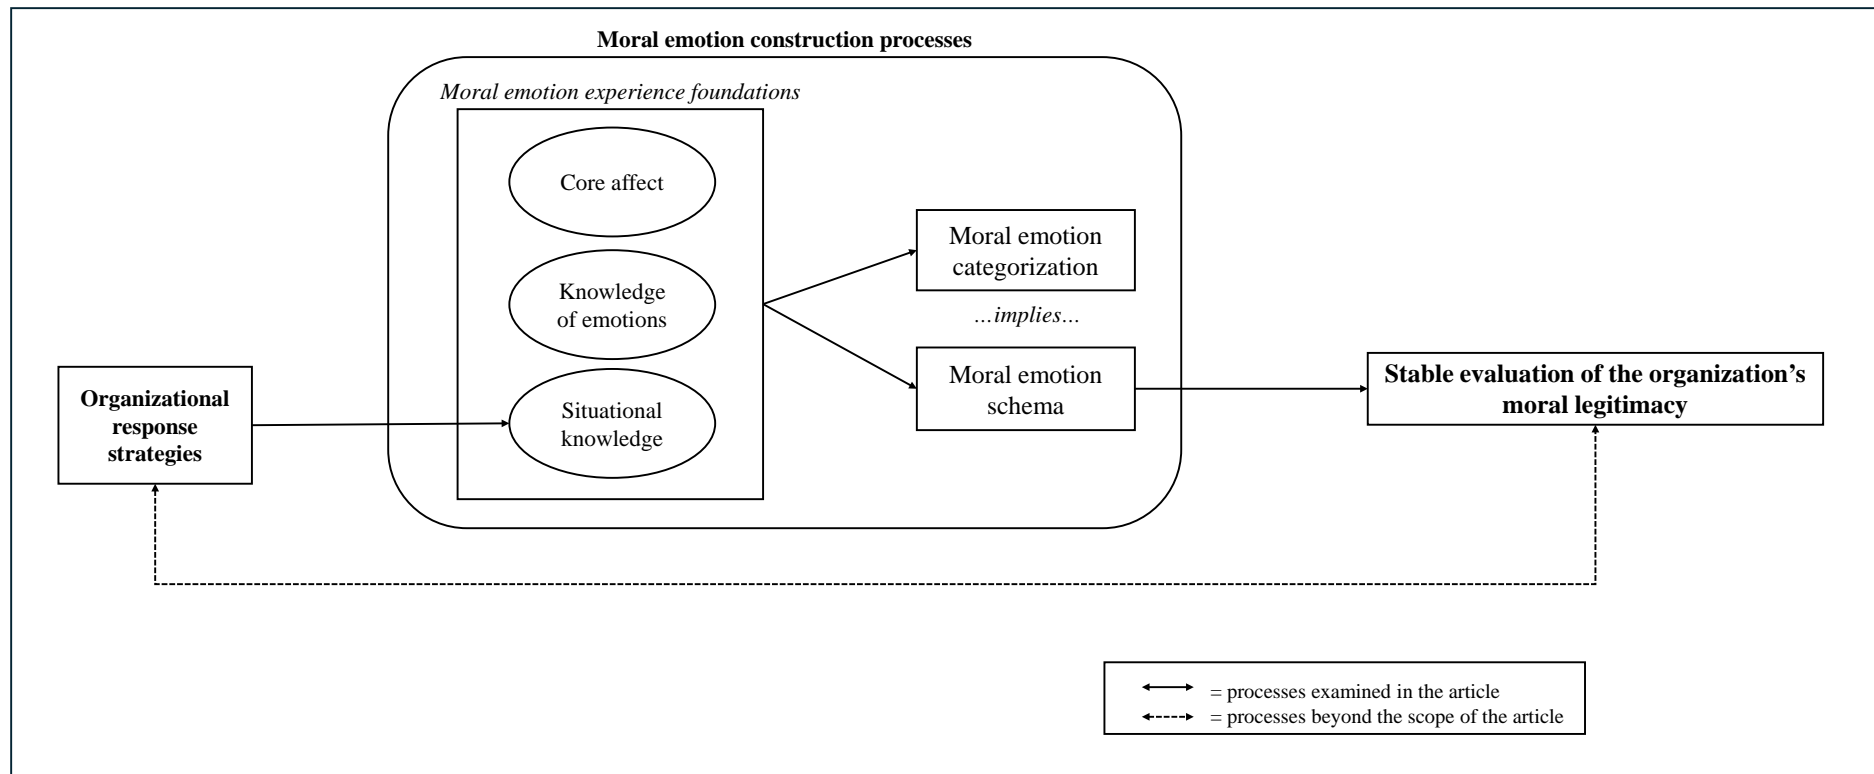 Moral emotion construction processes
Moral emotion experience foundations
Core affect
Knowledge
of emotions
Situational
knowledge
Organizational
response
strategies
Moral emotion
categorization
…implies…
Moral emotion
schema
Stable evaluation of the organization’s
moral legitimacy
= processes examined in the article
= processes beyond the scope of the article